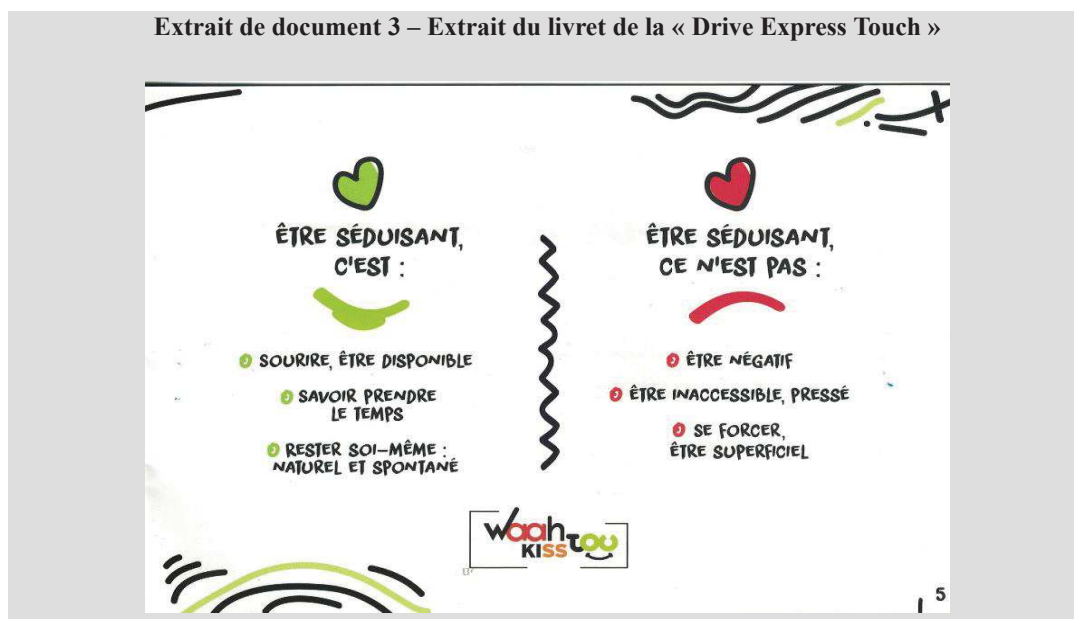 Extrait de document 3 – Extrait du livret de la « Drive Express Touch »
ÊTRE SÉDUISANT,
C'EST :
SOURIRE, ÊTRE DISPONIBLE
SAVOIR PRENDRE
LE TEMPS
RESTER SOI-MÊME :
NATUREL ET SPONTANÉ
ÊTRE SÉDUISANT,
CE N'EST PAS :
ÊTRE NÉGATIF
ÊTRE INACCESSIBLE, PRESSÉ
SE FORCER,
ÊTRE SUPERFICIEL
waah
KISS
tou
5